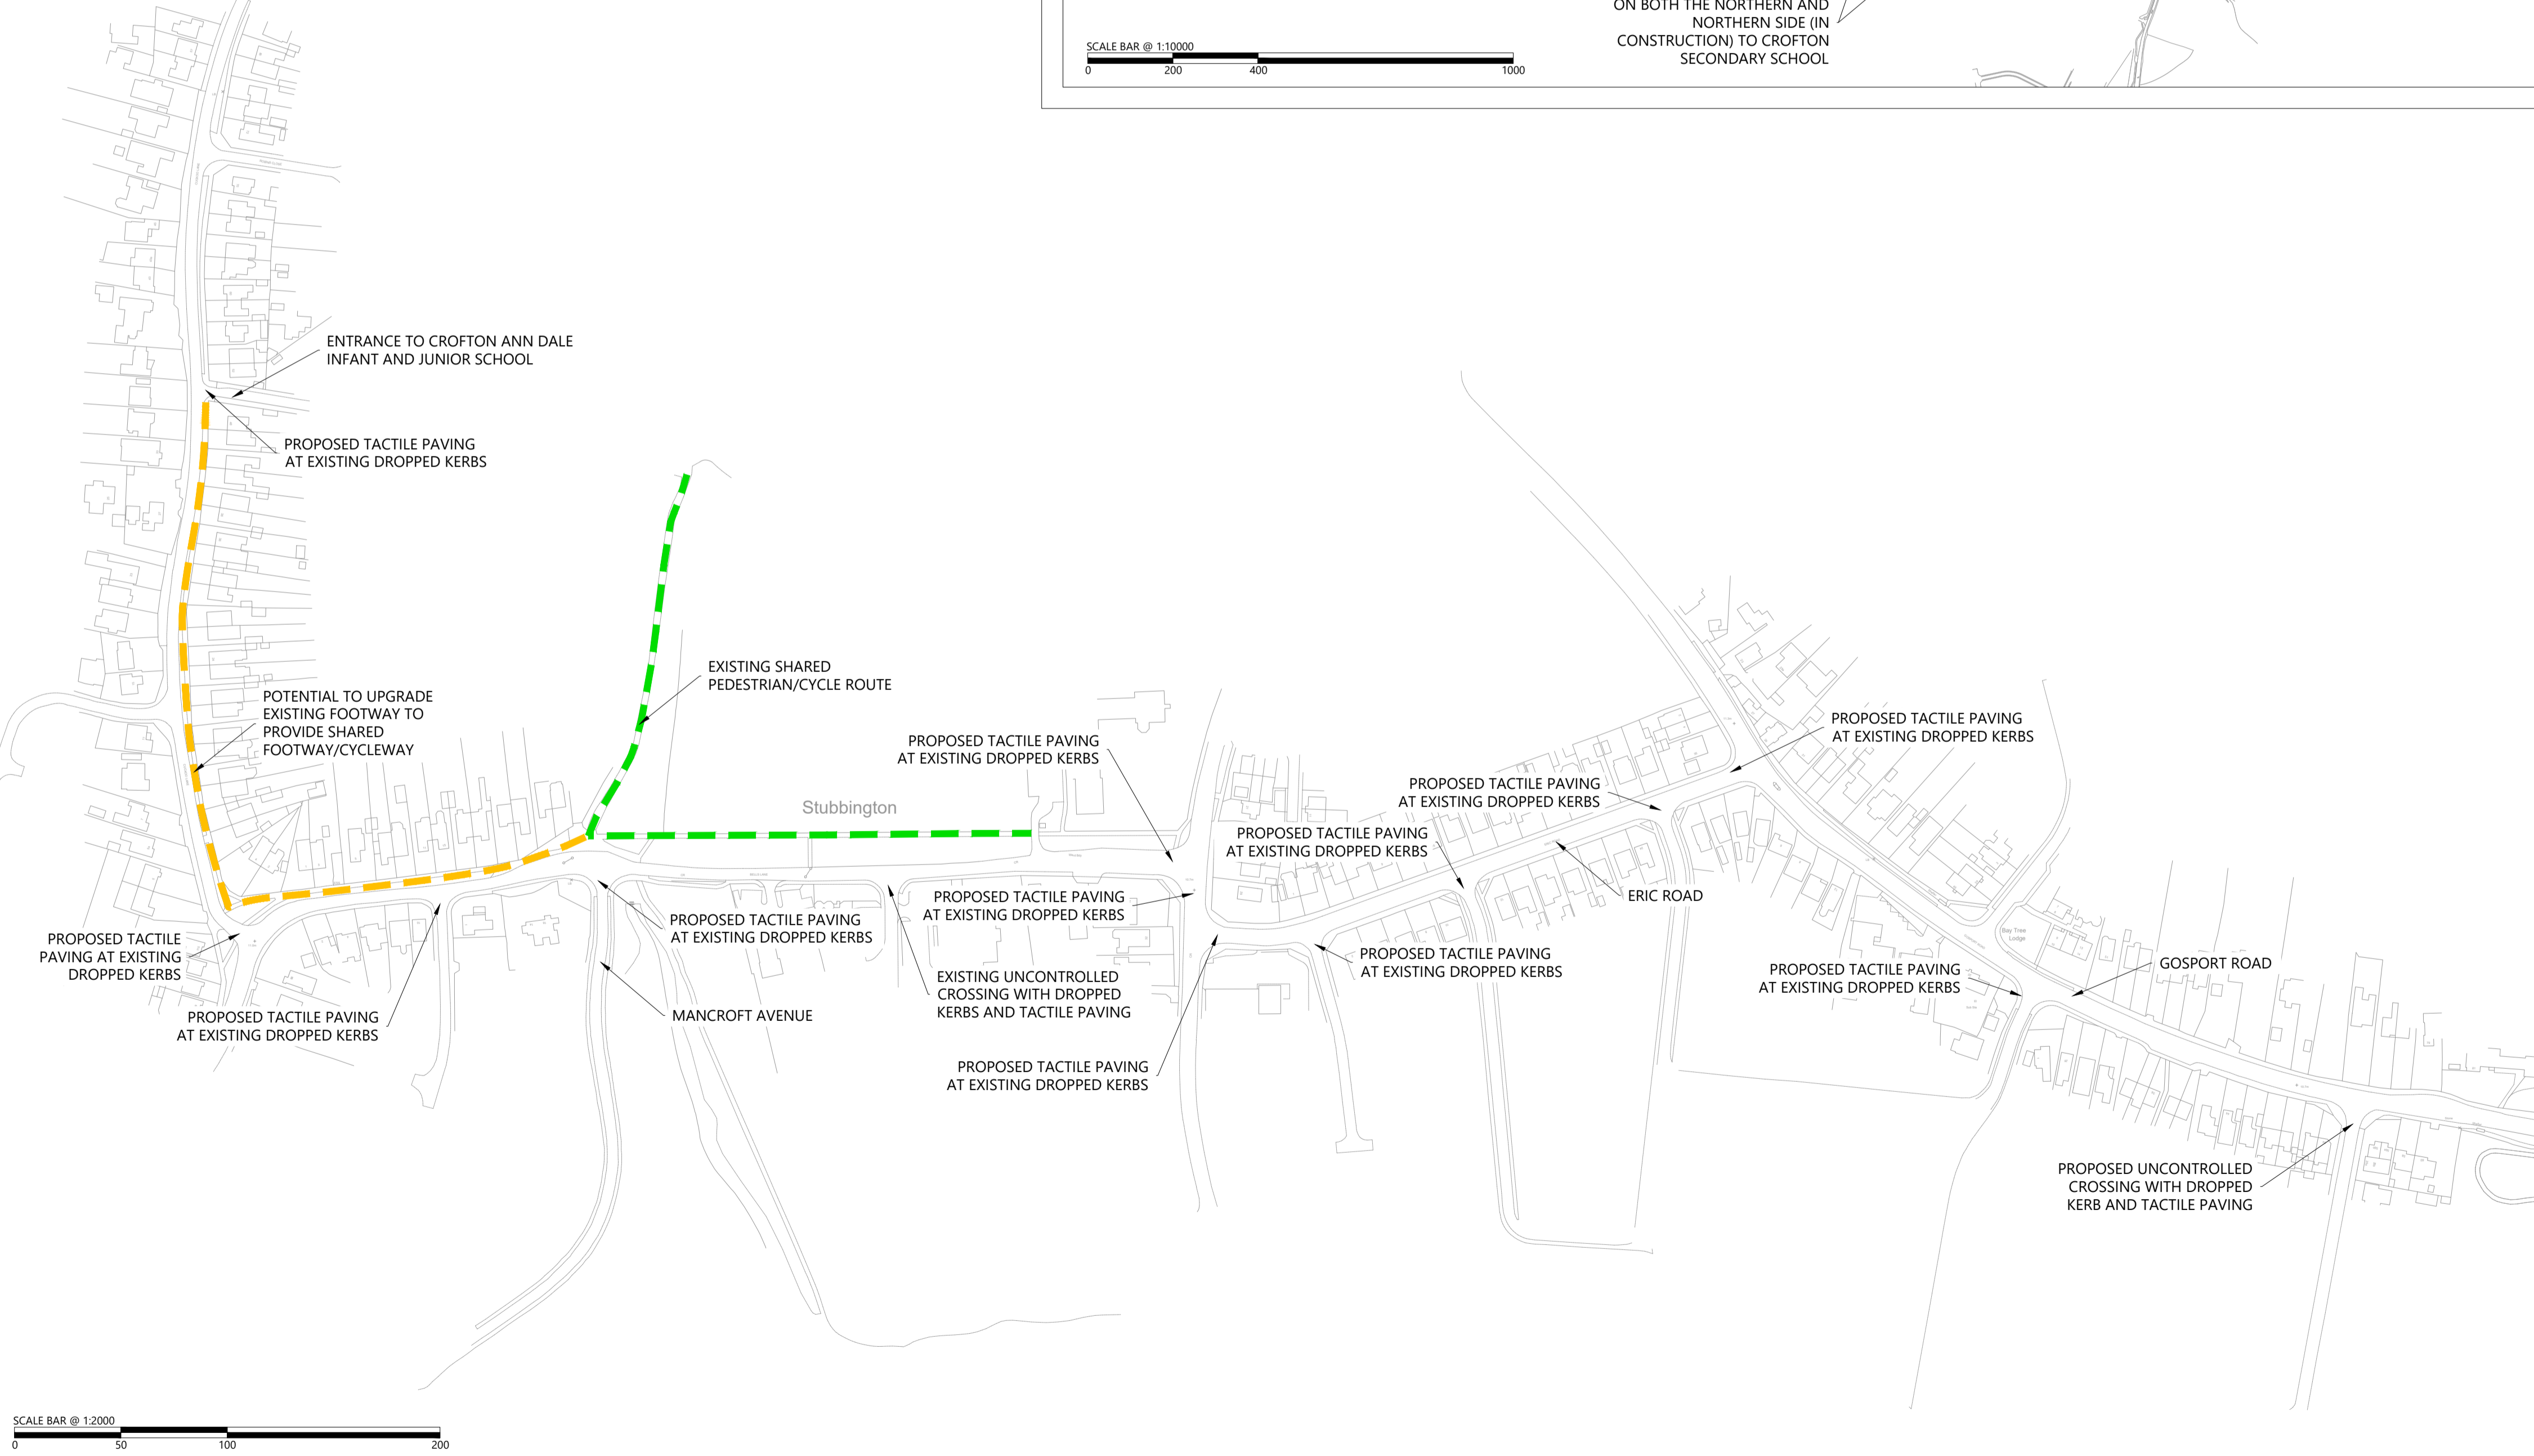 ON BOTH THE NORTHERN AND
NORTHERN SIDE (IN
CONSTRUCTION) TO CROFTON
SECONDARY SCHOOL
SCALE BAR @ 1:10000
0 200 400 1000
ENTRANCE TO CROFTON ANN DALE
INFANT AND JUNIOR SCHOOL
PROPOSED TACTILE PAVING
AT EXISTING DROPPED KERBS
EXISTING SHARED
PEDESTRIAN/CYCLE ROUTE
POTENTIAL TO UPGRADE
EXISTING FOOTWAY TO
PROVIDE SHARED
FOOTWAY/CYCLEWAY
PROPOSED TACTILE PAVING
AT EXISTING DROPPED KERBS
PROPOSED TACTILE PAVING
AT EXISTING DROPPED KERBS
PROPOSED TACTILE PAVING
AT EXISTING DROPPED KERBS
Stubbington
PROPOSED TACTILE PAVING
AT EXISTING DROPPED KERBS
PROPOSED TACTILE PAVING
AT EXISTING DROPPED KERBS
ERIC ROAD
PROPOSED TACTILE PAVING
AT EXISTING DROPPED KERBS
PROPOSED TACTILE
PAVING AT EXISTING
DROPPED KERBS
PROPOSED TACTILE PAVING
AT EXISTING DROPPED KERBS
Bay Tree
Lodge
PROPOSED TACTILE PAVING
AT EXISTING DROPPED KERBS
GOSPORT ROAD
EXISTING UNCONTROLLED
CROSSING WITH DROPPED
KERBS AND TACTILE PAVING
MANCROFT AVENUE
PROPOSED TACTILE PAVING
AT EXISTING DROPPED KERBS
PROPOSED TACTILE PAVING
AT EXISTING DROPPED KERBS
PROPOSED UNCONTROLLED
CROSSING WITH DROPPED
KERB AND TACTILE PAVING
SCALE BAR @ 1:2000
0 50 100 200